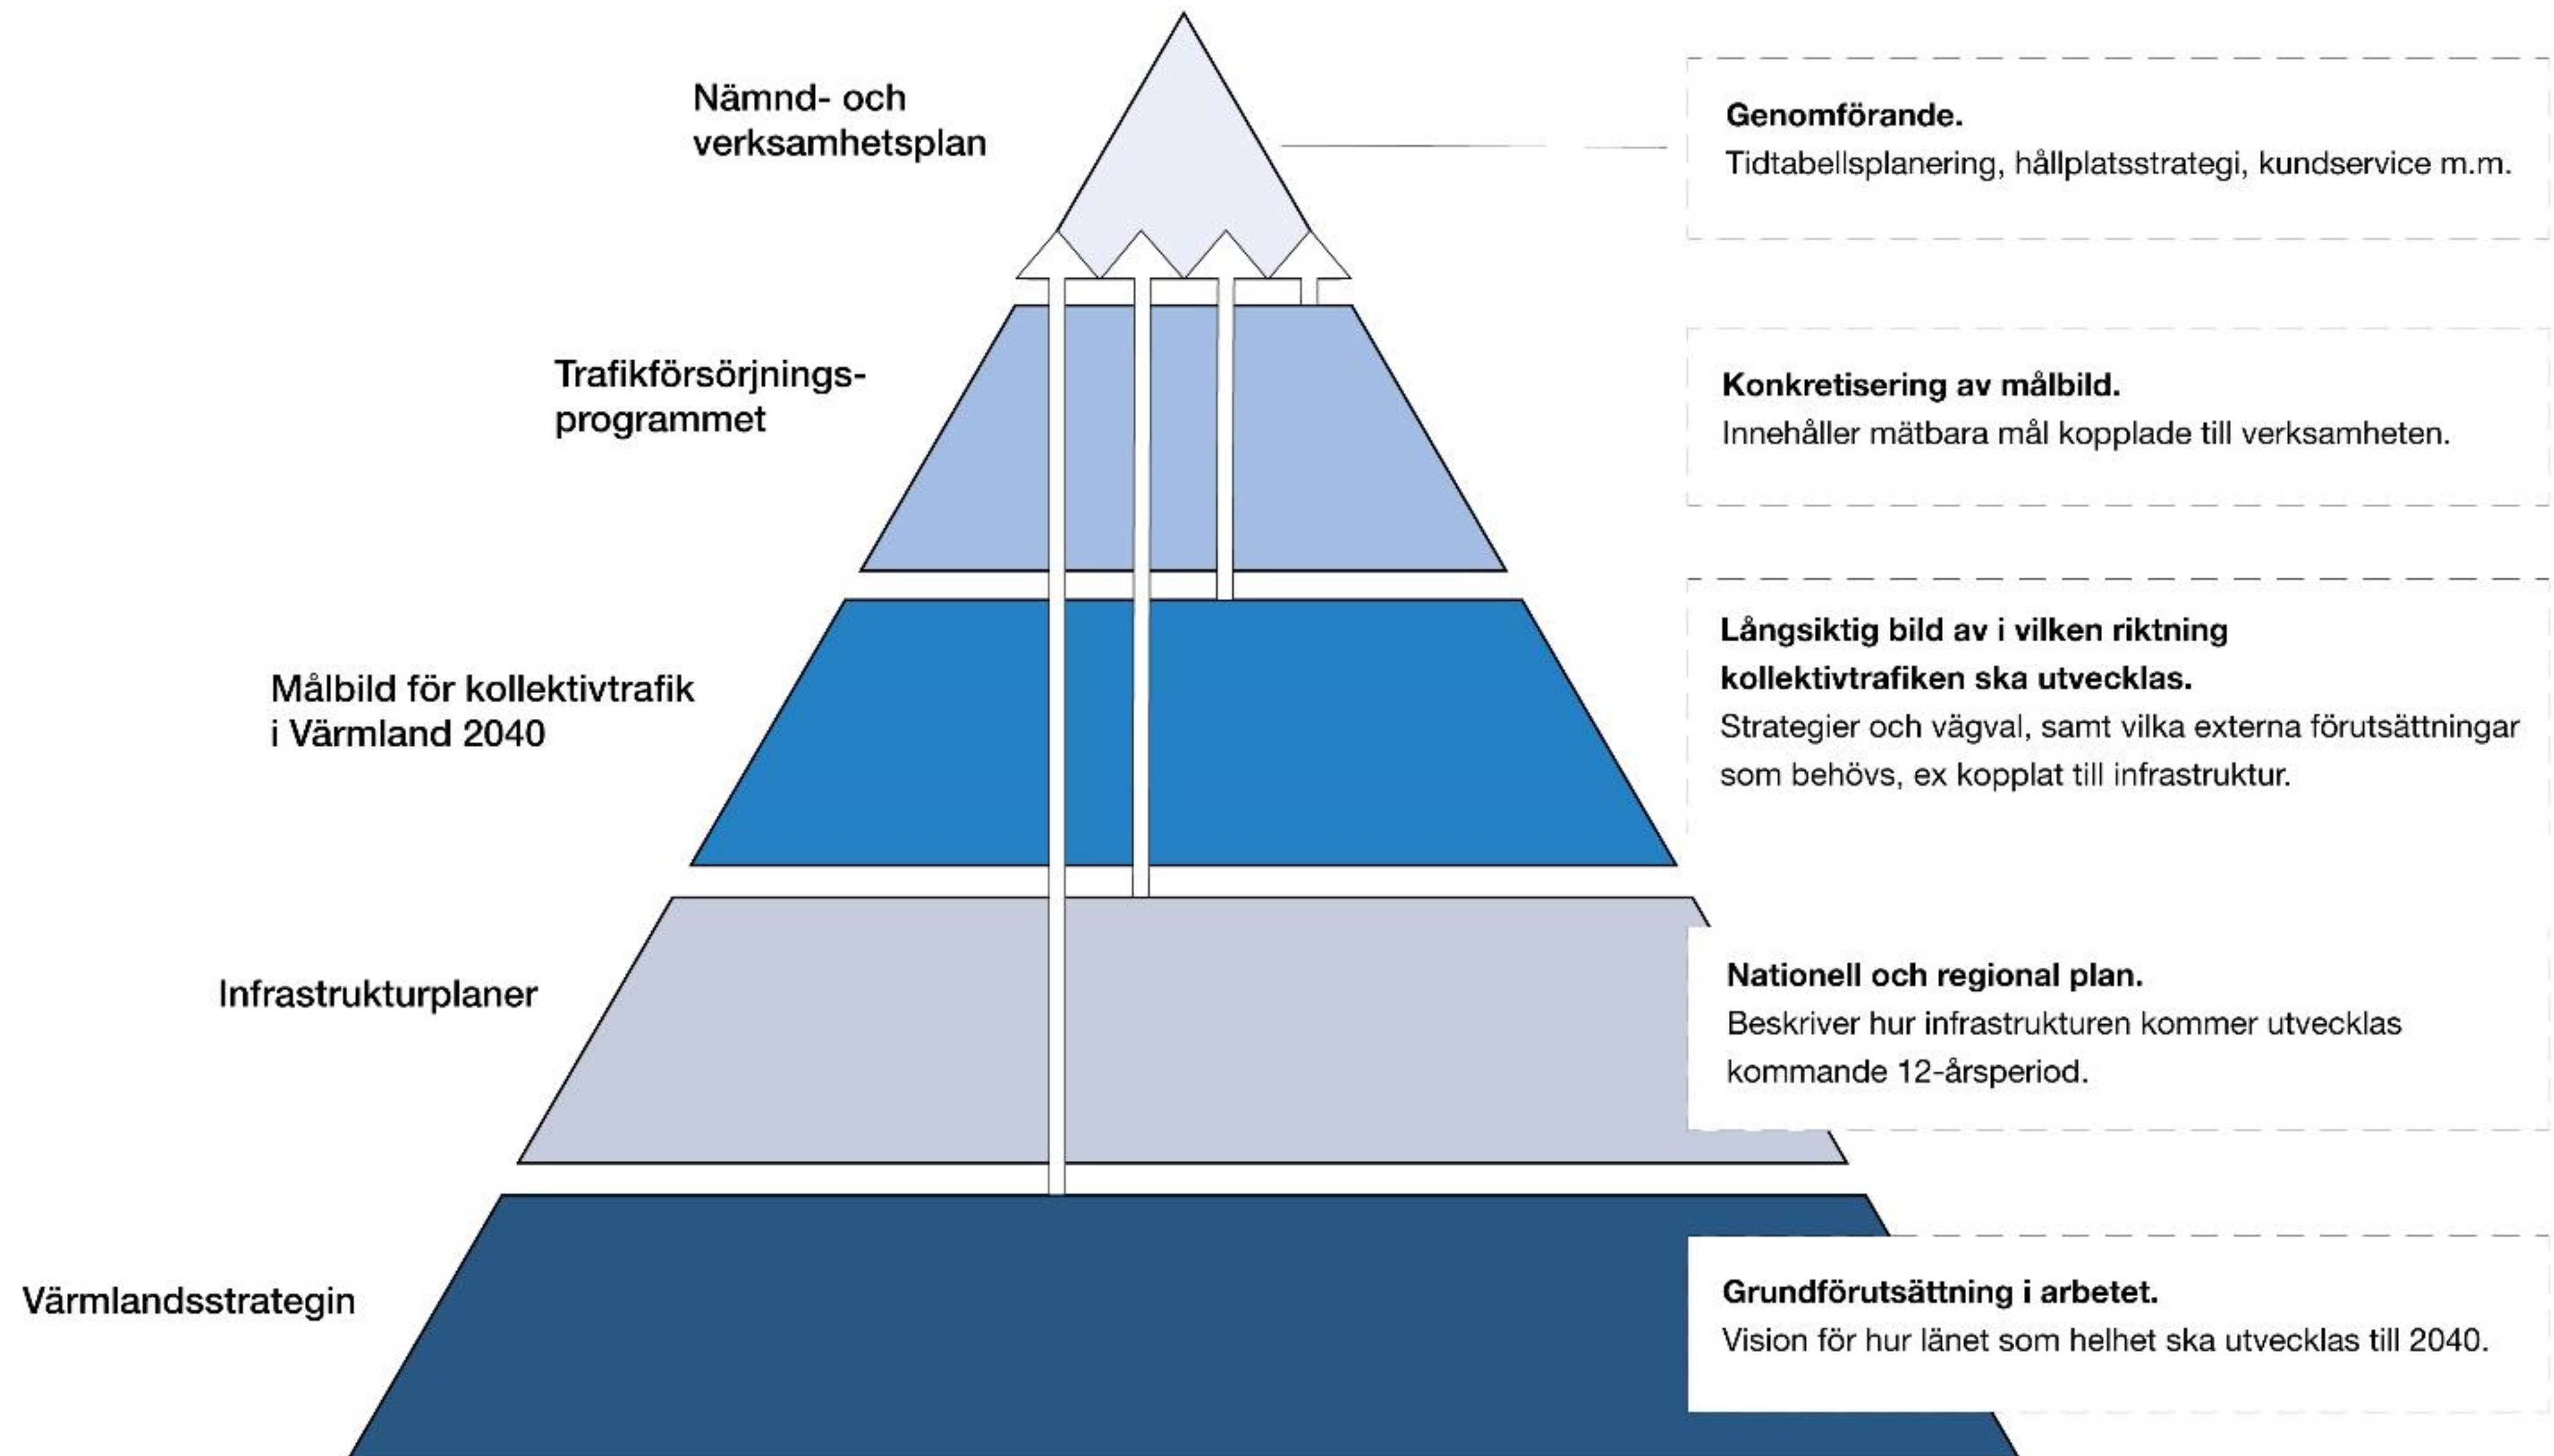 Nämnd- och
verksamhetsplan
Genomförande.
Tidtabellsplanering, hållplatsstrategi, kundservice m.m.
Trafikförsörjnings-
programmet
Konkretisering av målbild.
Innehåller mätbara mål kopplade till verksamheten.
Målbild för kollektivtrafik
i Värmland 2040
Långsiktig bild av i vilken riktning
kollektivtrafiken ska utvecklas.
Strategier och vägval, samt vilka externa förutsättningar
som behövs, ex kopplat till infrastruktur.
Infrastrukturplaner
Nationell och regional plan.
Beskriver hur infrastrukturen kommer utvecklas
kommande 12-årsperiod.
Värmlandsstrategin
Grundförutsättning i arbetet.
Vision för hur länet som helhet ska utvecklas till 2040.